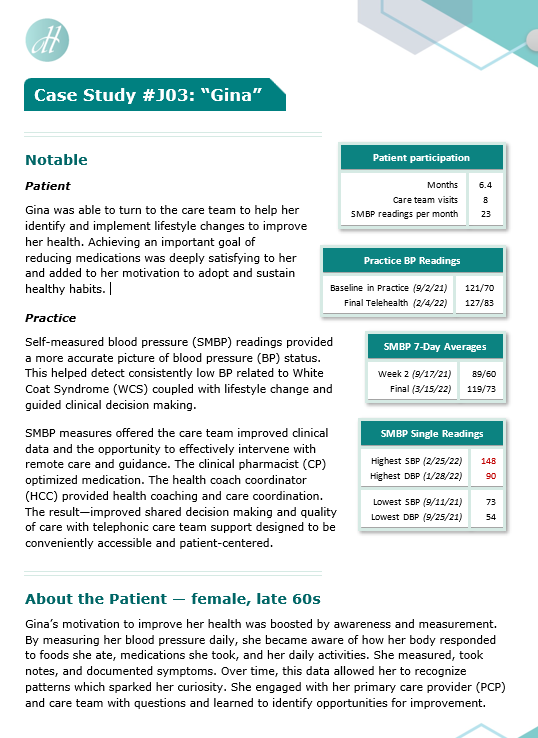 dH
Case Study #J03: “Gina”
Notable
Patient
Gina was able to turn to the care team to help her
identify and implement lifestyle changes to improve
her health. Achieving an important goal of
reducing medications was deeply satisfying to her
and added to her motivation to adopt and sustain
healthy habits.
Practice
Self-measured blood pressure (SMBP) readings provided
a more accurate picture of blood pressure (BP) status.
This helped detect consistently low BP related to White
Coat Syndrome (WCS) coupled with lifestyle change and
guided clinical decision making.
SMBP measures offered the care team improved clinical
data and the opportunity to effectively intervene with
remote care and guidance. The clinical pharmacist (CP)
optimized medication. The health coach coordinator
(HCC) provided health coaching and care coordination.
The result—improved shared decision making and quality
of care with telephonic care team support designed to be
conveniently accessible and patient-centered.
Patient participation
Months 6.4
Care team visits 8
SMBP readings per month 23
Practice BP Readings
Baseline in Practice (9/2/21) 121/70
Final Telehealth (2/4/22) 127/83
SMBP 7-Day Averages
Week 2 (9/17/21) 89/60
Final (3/15/22) 119/73
SMBP Single Readings
Highest SBP (2/25/22) 148
Highest DBP (1/28/22) 90
Lowest SBP (9/11/21) 73
Lowest DBP (9/25/21) 54
About the Patient — female, late 60s
Gina’s motivation to improve her health was boosted by awareness and measurement.
By measuring her blood pressure daily, she became aware of how her body responded
to foods she ate, medications she took, and her daily activities. She measured, took
notes, and documented symptoms. Over time, this data allowed her to recognize
patterns which sparked her curiosity. She engaged with her primary care provider (PCP)
and care team with questions and learned to identify opportunities for improvement.